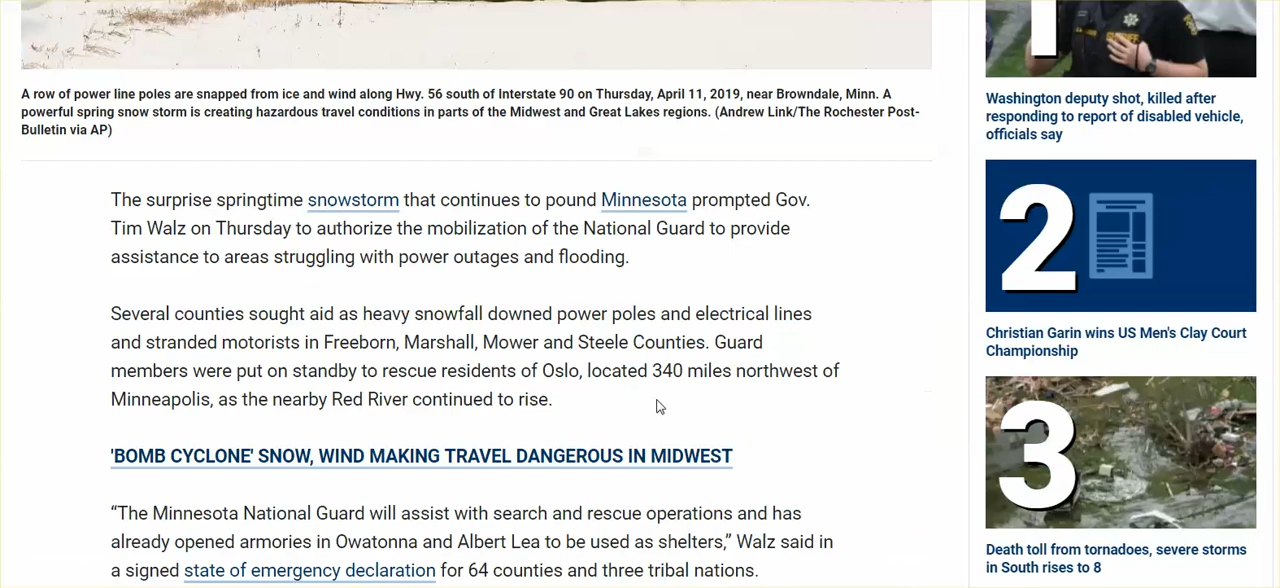 A row of power line poles are snapped from ice and wind along Hwy. 56 south of Interstate 90 on Thursday, April 11, 2019, near Browndale, Minn. A
powerful spring snow storm is creating hazardous travel conditions in parts of the Midwest and Great Lakes regions. (Andrew Link/The Rochester Post-
Bulletin via AP)
The surprise springtime snowstorm that continues to pound Minnesota prompted Gov.
Tim Walz on Thursday to authorize the mobilization of the National Guard to provide
assistance to areas struggling with power outages and flooding.
Several counties sought aid as heavy snowfall downed power poles and electrical lines
and stranded motorists in Freeborn, Marshall, Mower and Steele Counties. Guard
members were put on standby to rescue residents of Oslo, located 340 miles northwest of
Minneapolis, as the nearby Red River continued to rise.
'BOMB CYCLONE' SNOW, WIND MAKING TRAVEL DANGEROUS IN MIDWEST
“The Minnesota National Guard will assist with search and rescue operations and has
already opened armories in Owatonna and Albert Lea to be used as shelters,” Walz said in
a signed state of emergency declaration for 64 counties and three tribal nations.
1
Washington deputy shot, killed after
responding to report of disabled vehicle,
officials say
2
Christian Garin wins US Men's Clay Court
Championship
3
Death toll from tornadoes, severe storms
in South rises to 8